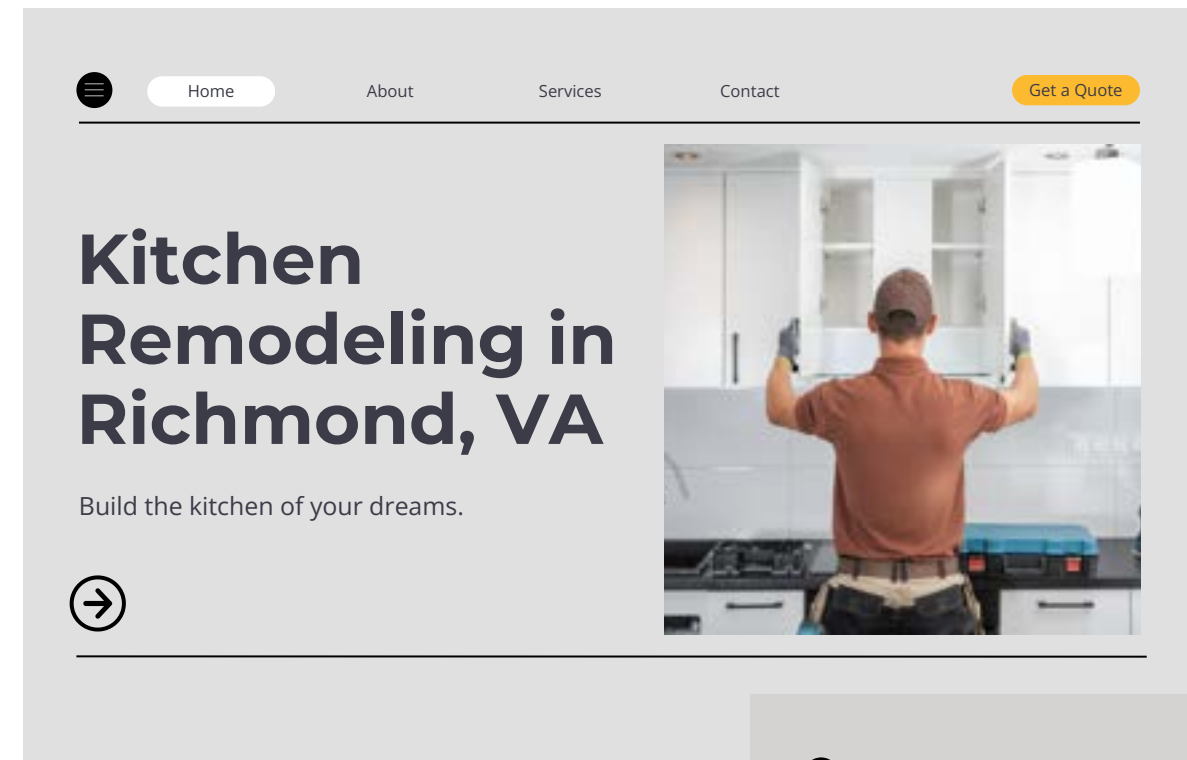 Home
About
Services
Contact
Get a Quote
Kitchen
Remodeling in
Richmond, VA
Build the kitchen of your dreams.